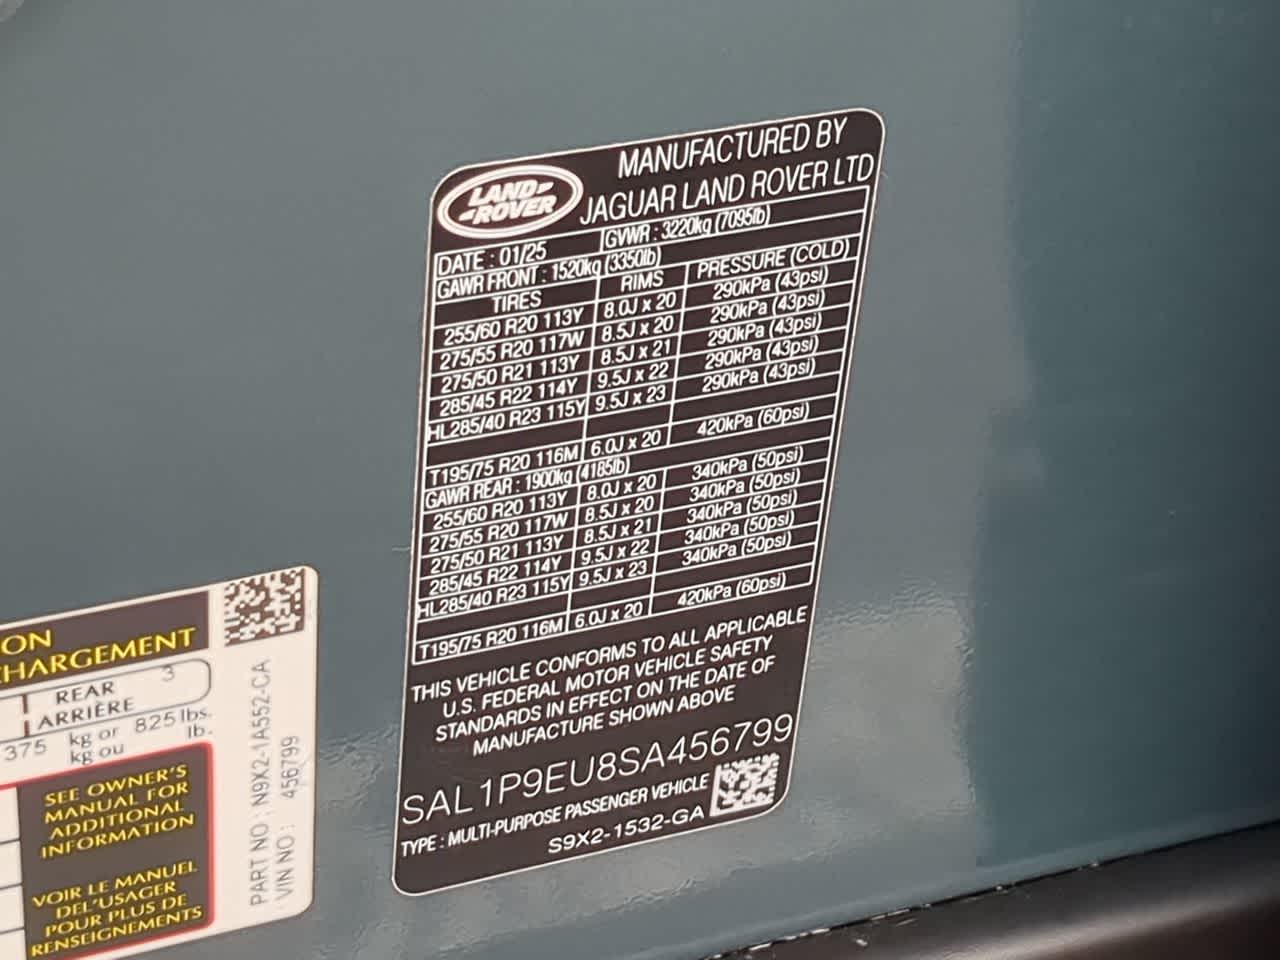 LAND-
-ROVER
MANUFACTURED BY
JAGUAR LAND ROVER LTD
DATE : 01/25 GVWR : 3220kg (7095lb)
GAWR FRONT : 1520kg (3350lb)
TIRES RIMS PRESSURE (COLD)
255/60 R20 113Y 8.0J x 20 290kPa (43psi)
275/55 R20 117W 8.5J x 20 290kPa (43psi)
275/50 R21 113Y 8.5J x 21 290kPa (43psi)
285/45 R22 114Y 9.5J x 22 290kPa (43psi)
HL285/40 R23 115Y 9.5J x 23 290kPa (43psi)
T195/75 R20 116M 6.0J x 20 420kPa (60psi)
GAWR REAR : 1900kg (4185lb)
255/60 R20 113Y 8.0J x 20 340kPa (50psi)
275/55 R20 117W 8.5J x 20 340kPa (50psi)
275/50 R21 113Y 8.5J x 21 340kPa (50psi)
285/45 R22 114Y 9.5J x 22 340kPa (50psi)
HL285/40 R23 115Y 9.5J x 23 340kPa (50psi)
T195/75 R20 116M 6.0J x 20 420kPa (60psi)
THIS VEHICLE CONFORMS TO ALL APPLICABLE
U.S. FEDERAL MOTOR VEHICLE SAFETY
STANDARDS IN EFFECT ON THE DATE OF
MANUFACTURE SHOWN ABOVE
SAL1P9EU8SA456799
TYPE : MULTI-PURPOSE PASSENGER VEHICLE
S9X2-1532-GA
ON
CHARGEMENT
REAR 3
ARRIÈRE
375 kg or 825 lbs.
kg ou lb.
SEE OWNER'S
MANUAL FOR
ADDITIONAL
INFORMATION
VOIR LE MANUEL
DEL'USAGER
POUR PLUS DE
RENSEIGNEMENTS
PART NO : N9X2-1A552-CA
VIN NO : 456799